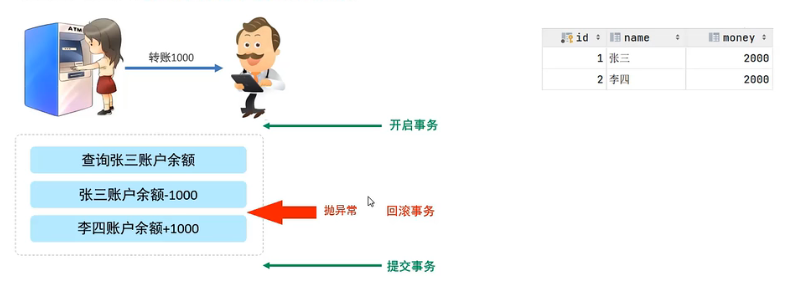 ATM
转账1000
id name money
1 张三 2000
2 李四 2000
开启事务
查询张三账户余额
张三账户余额-1000
抛异常 回滚事务
李四账户余额+1000
提交事务